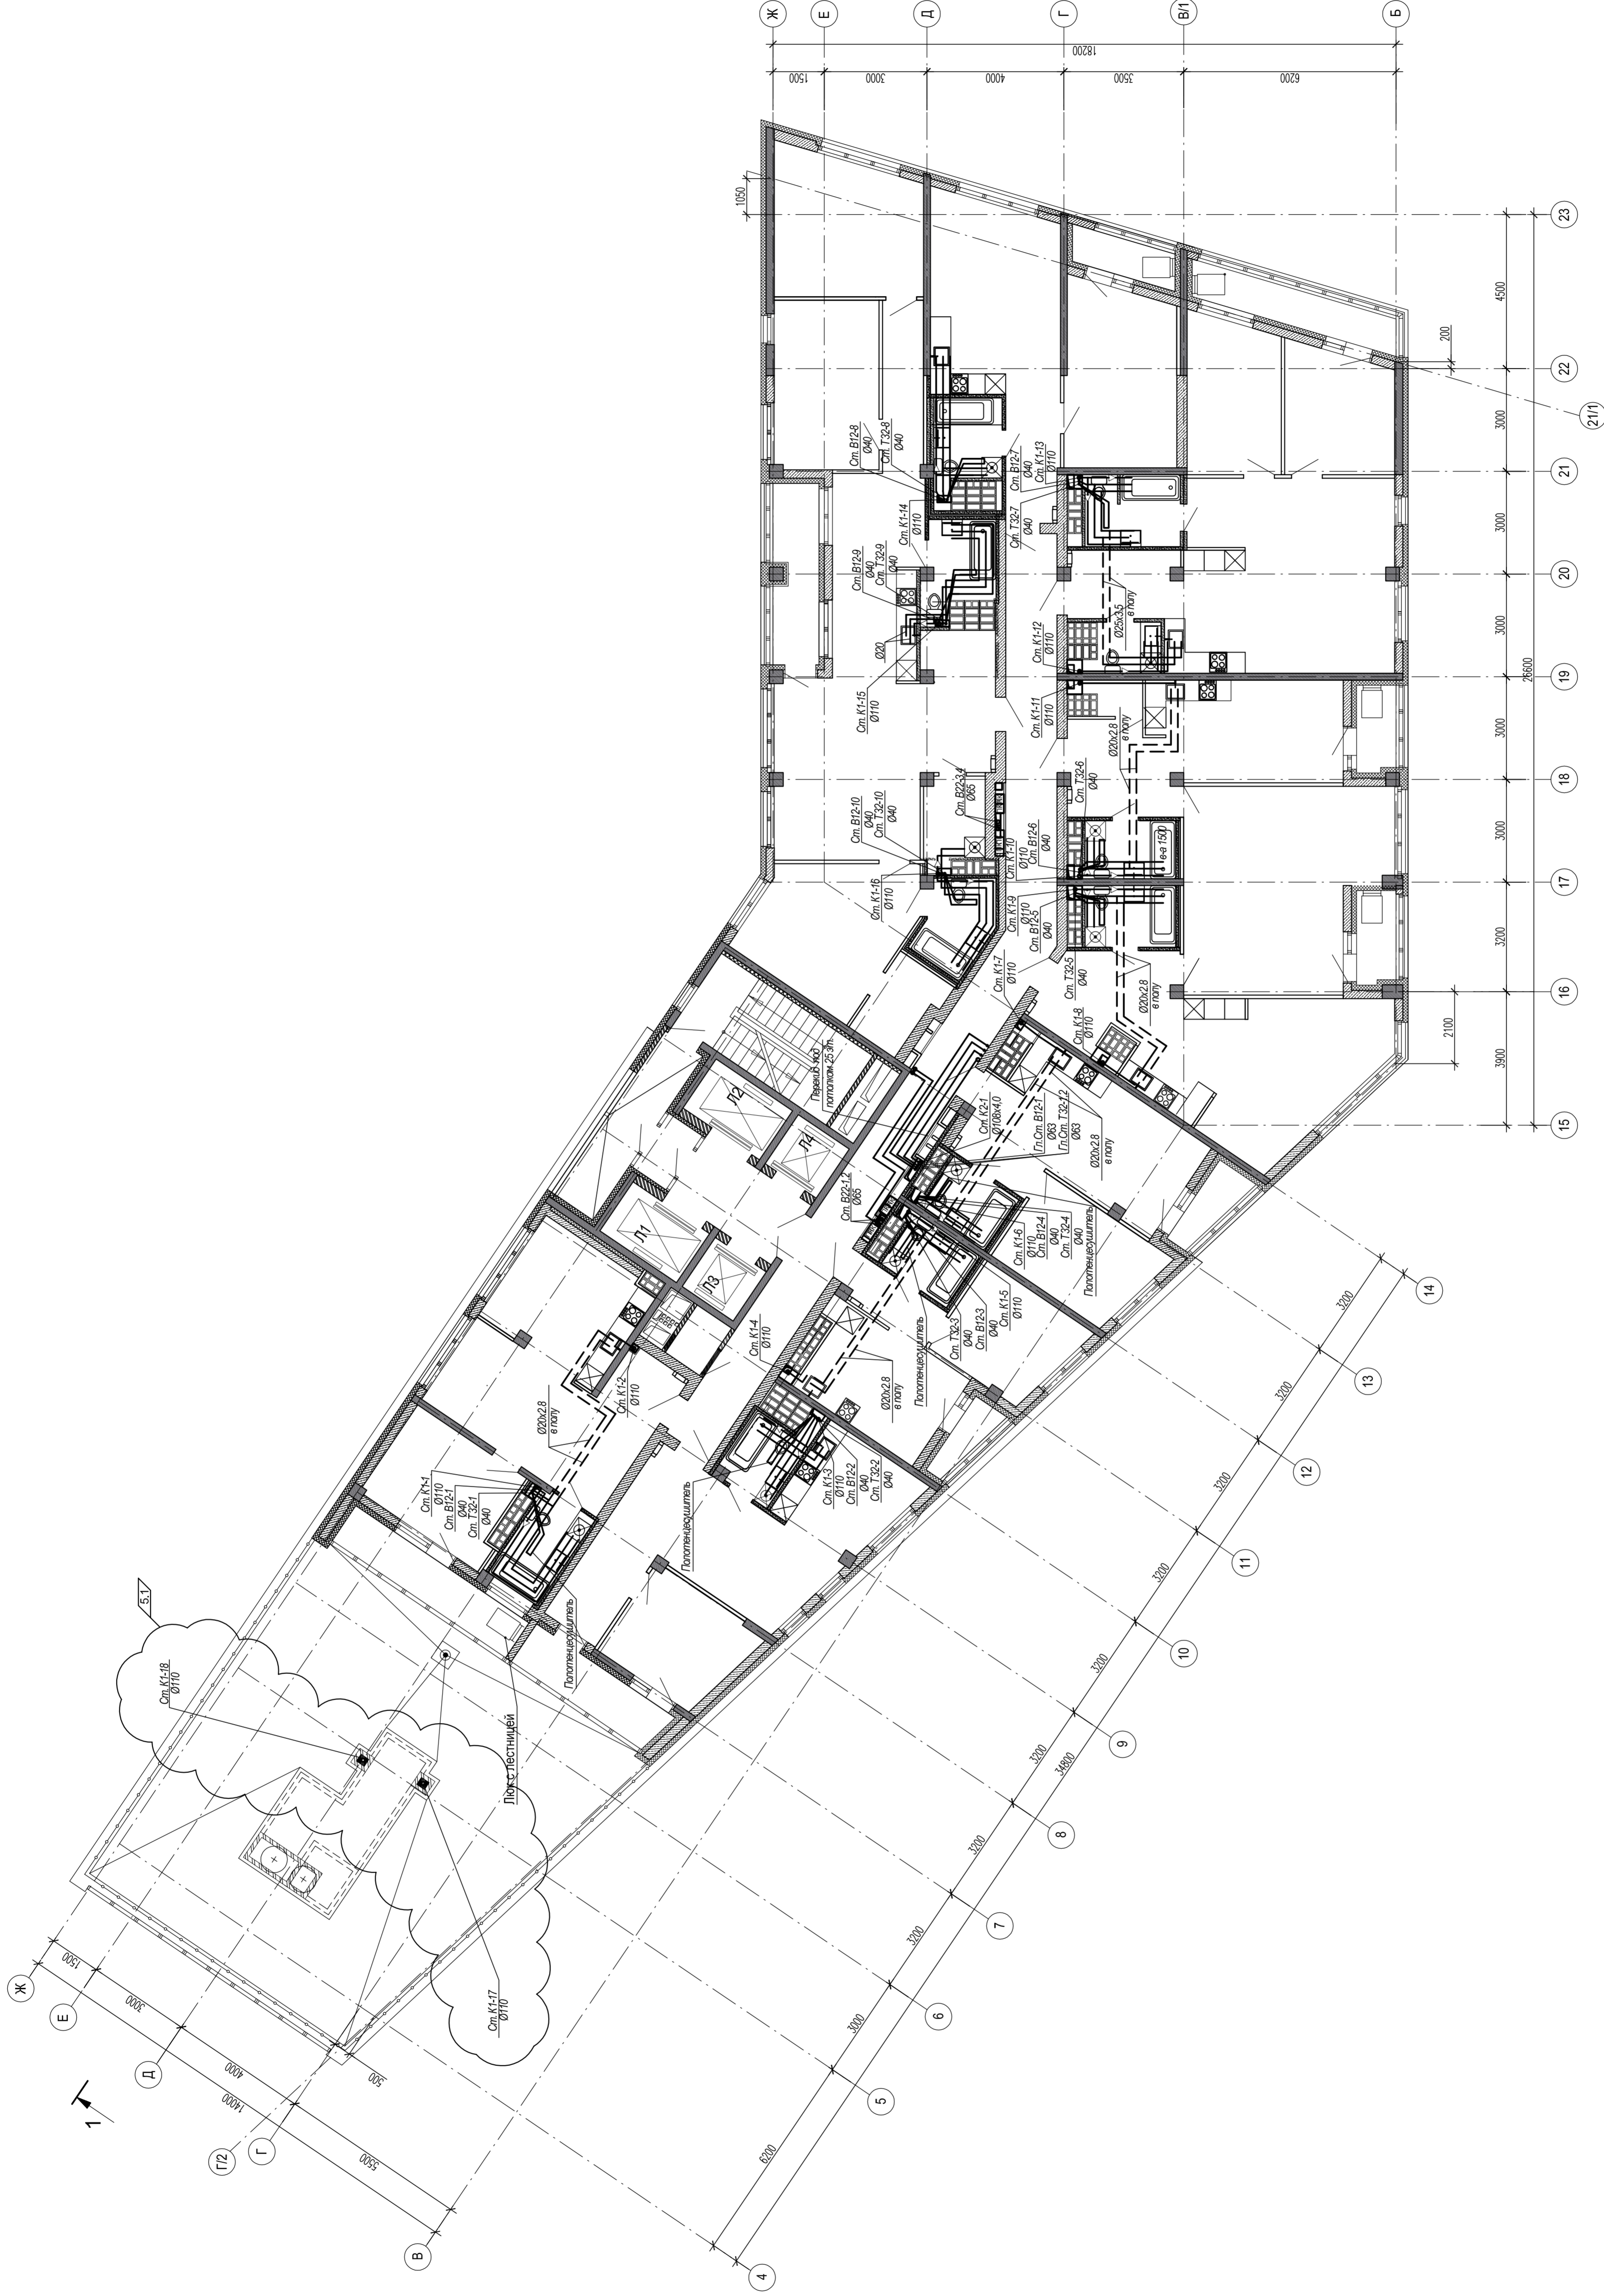 Ж
Е
Д
Г
В/1
Б
18200
1500
3000
4000
3500
6200
1050
23
22
21
20
19
18
17
16
15
21/1
4500
3000
3000
3000
3000
3000
3200
3900
26600
200
2100
Ст. В12-8
Ø40
Ст. Т32-8
Ø40
Ст. К1-14
Ø110
Ст. В12-7
Ø40
Ст. К1-13
Ø110
Ст. Т32-7
Ø40
Ст. В12-9
Ø40
Ст. Т32-9
Ø40
Ø20
Ст. К1-15
Ø110
Ø25х3,5
в полу
Ст. К1-12
Ø110
Ст. К1-11
Ø110
Ø20х2.8
в полу
Ст. В22-3,4
Ø65
Ст. Т32-6
Ø40
Ст. В12-10
Ø40
Ст. Т32-10
Ø40
Ст. К1-16
Ø110
Ст. К1-10
Ø110
Ст. В12-6
Ø40
в-а 1500
Ст. К1-9
Ø110
Ст. В12-5
Ø40
Ст. Т32-5
Ø40
Ст. К1-7
Ø110
Ø20х2.8
в полу
Ст. К1-8
Ø110
Перекид. под
потолком 25 эт.
Ст. К2-1
Ø108х4,0
Гл.Ст. В12-1
Ø63
Гл.Ст. Т32-1,2
Ø63
Ø20х2.8
в полу
Л2
Л4
Л1
Л3
Ст. В22-1,2
Ø65
Ст. К1-6
Ø110
Ст. В12-4
Ø40
Ст. Т32-4
Ø40
Полотенцесушитель
Ст. Т32-3
Ø40
Ст. В12-3
Ø40
Ст. К1-5
Ø110
Полотенцесушитель
Ст. К1-4
Ø110
Ø20х2.8
в полу
Ст. К1-2
Ø110
Ø20х2.8
в полу
Ст. К1-3
Ø110
Ст. В12-2
Ø40
Ст. Т32-2
Ø40
Полотенцесушитель
Ст. К1-1
Ø110
Ст. В12-1
Ø40
Ст. Т32-1
Ø40
Полотенцесушитель
Люк с лестницей
5.1
Ст. К1-18
Ø110
Ст. К1-17
Ø110
Ж
Е
Д
Г/2
Г
В
1500
3000
4000
14000
5500
500
1
4
5
6
7
8
9
10
11
12
13
14
6200
3000
3200
3200
3200
3200
3200
3200
3200
3200
3200
34800